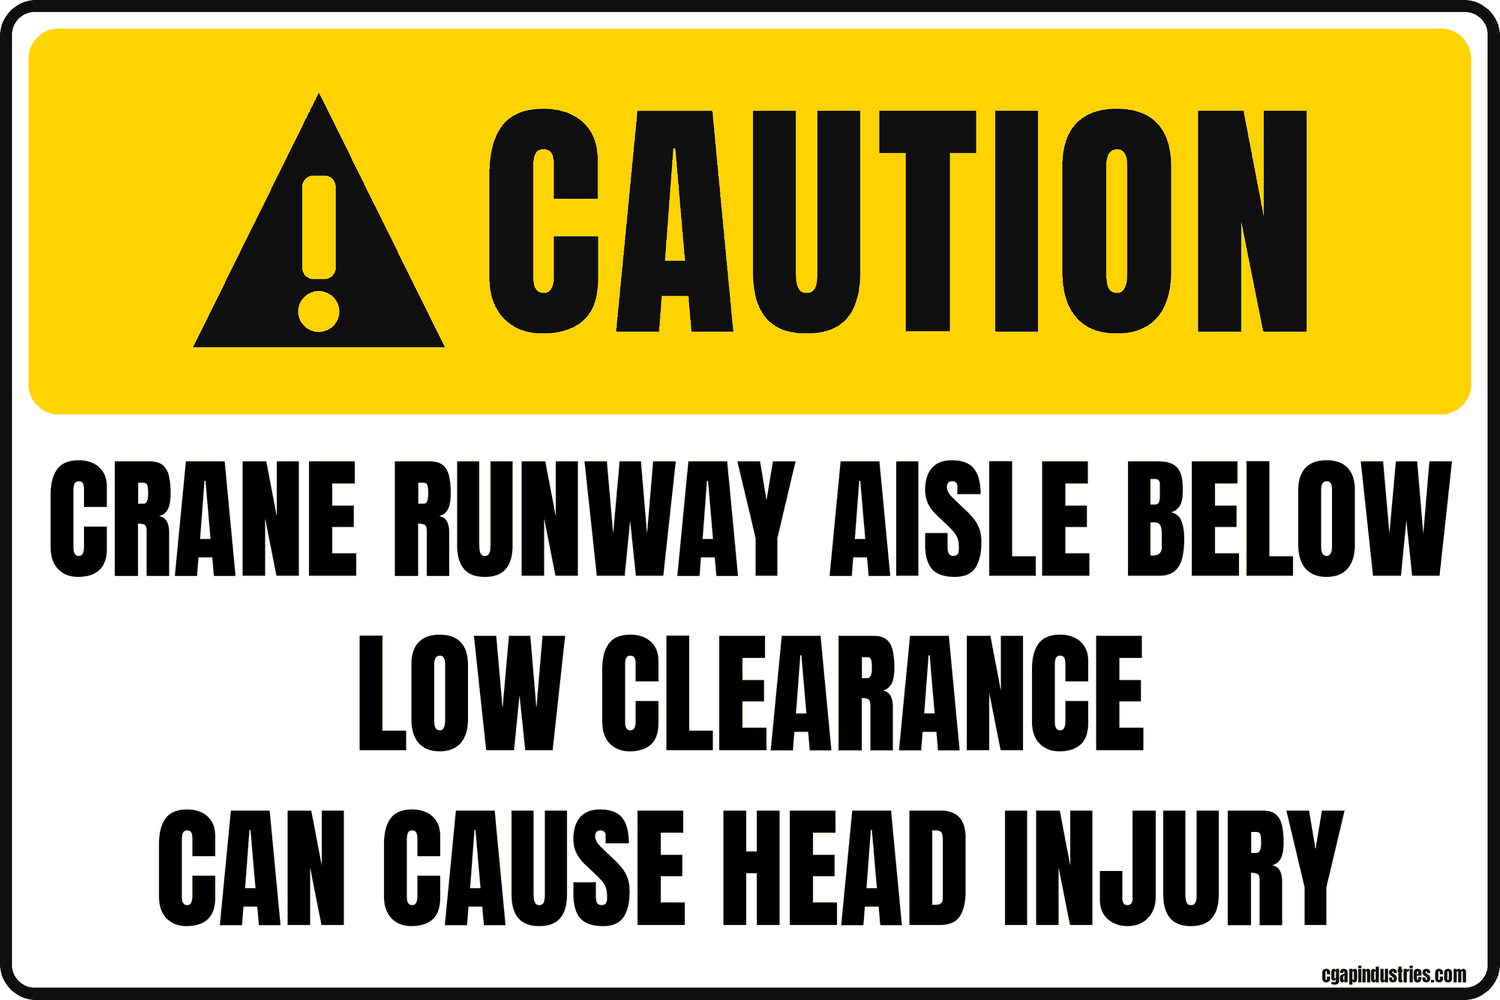 CAUTION
CRANE RUNWAY AISLE BELOW
LOW CLEARANCE
CAN CAUSE HEAD INJURY
cgapindustries.com